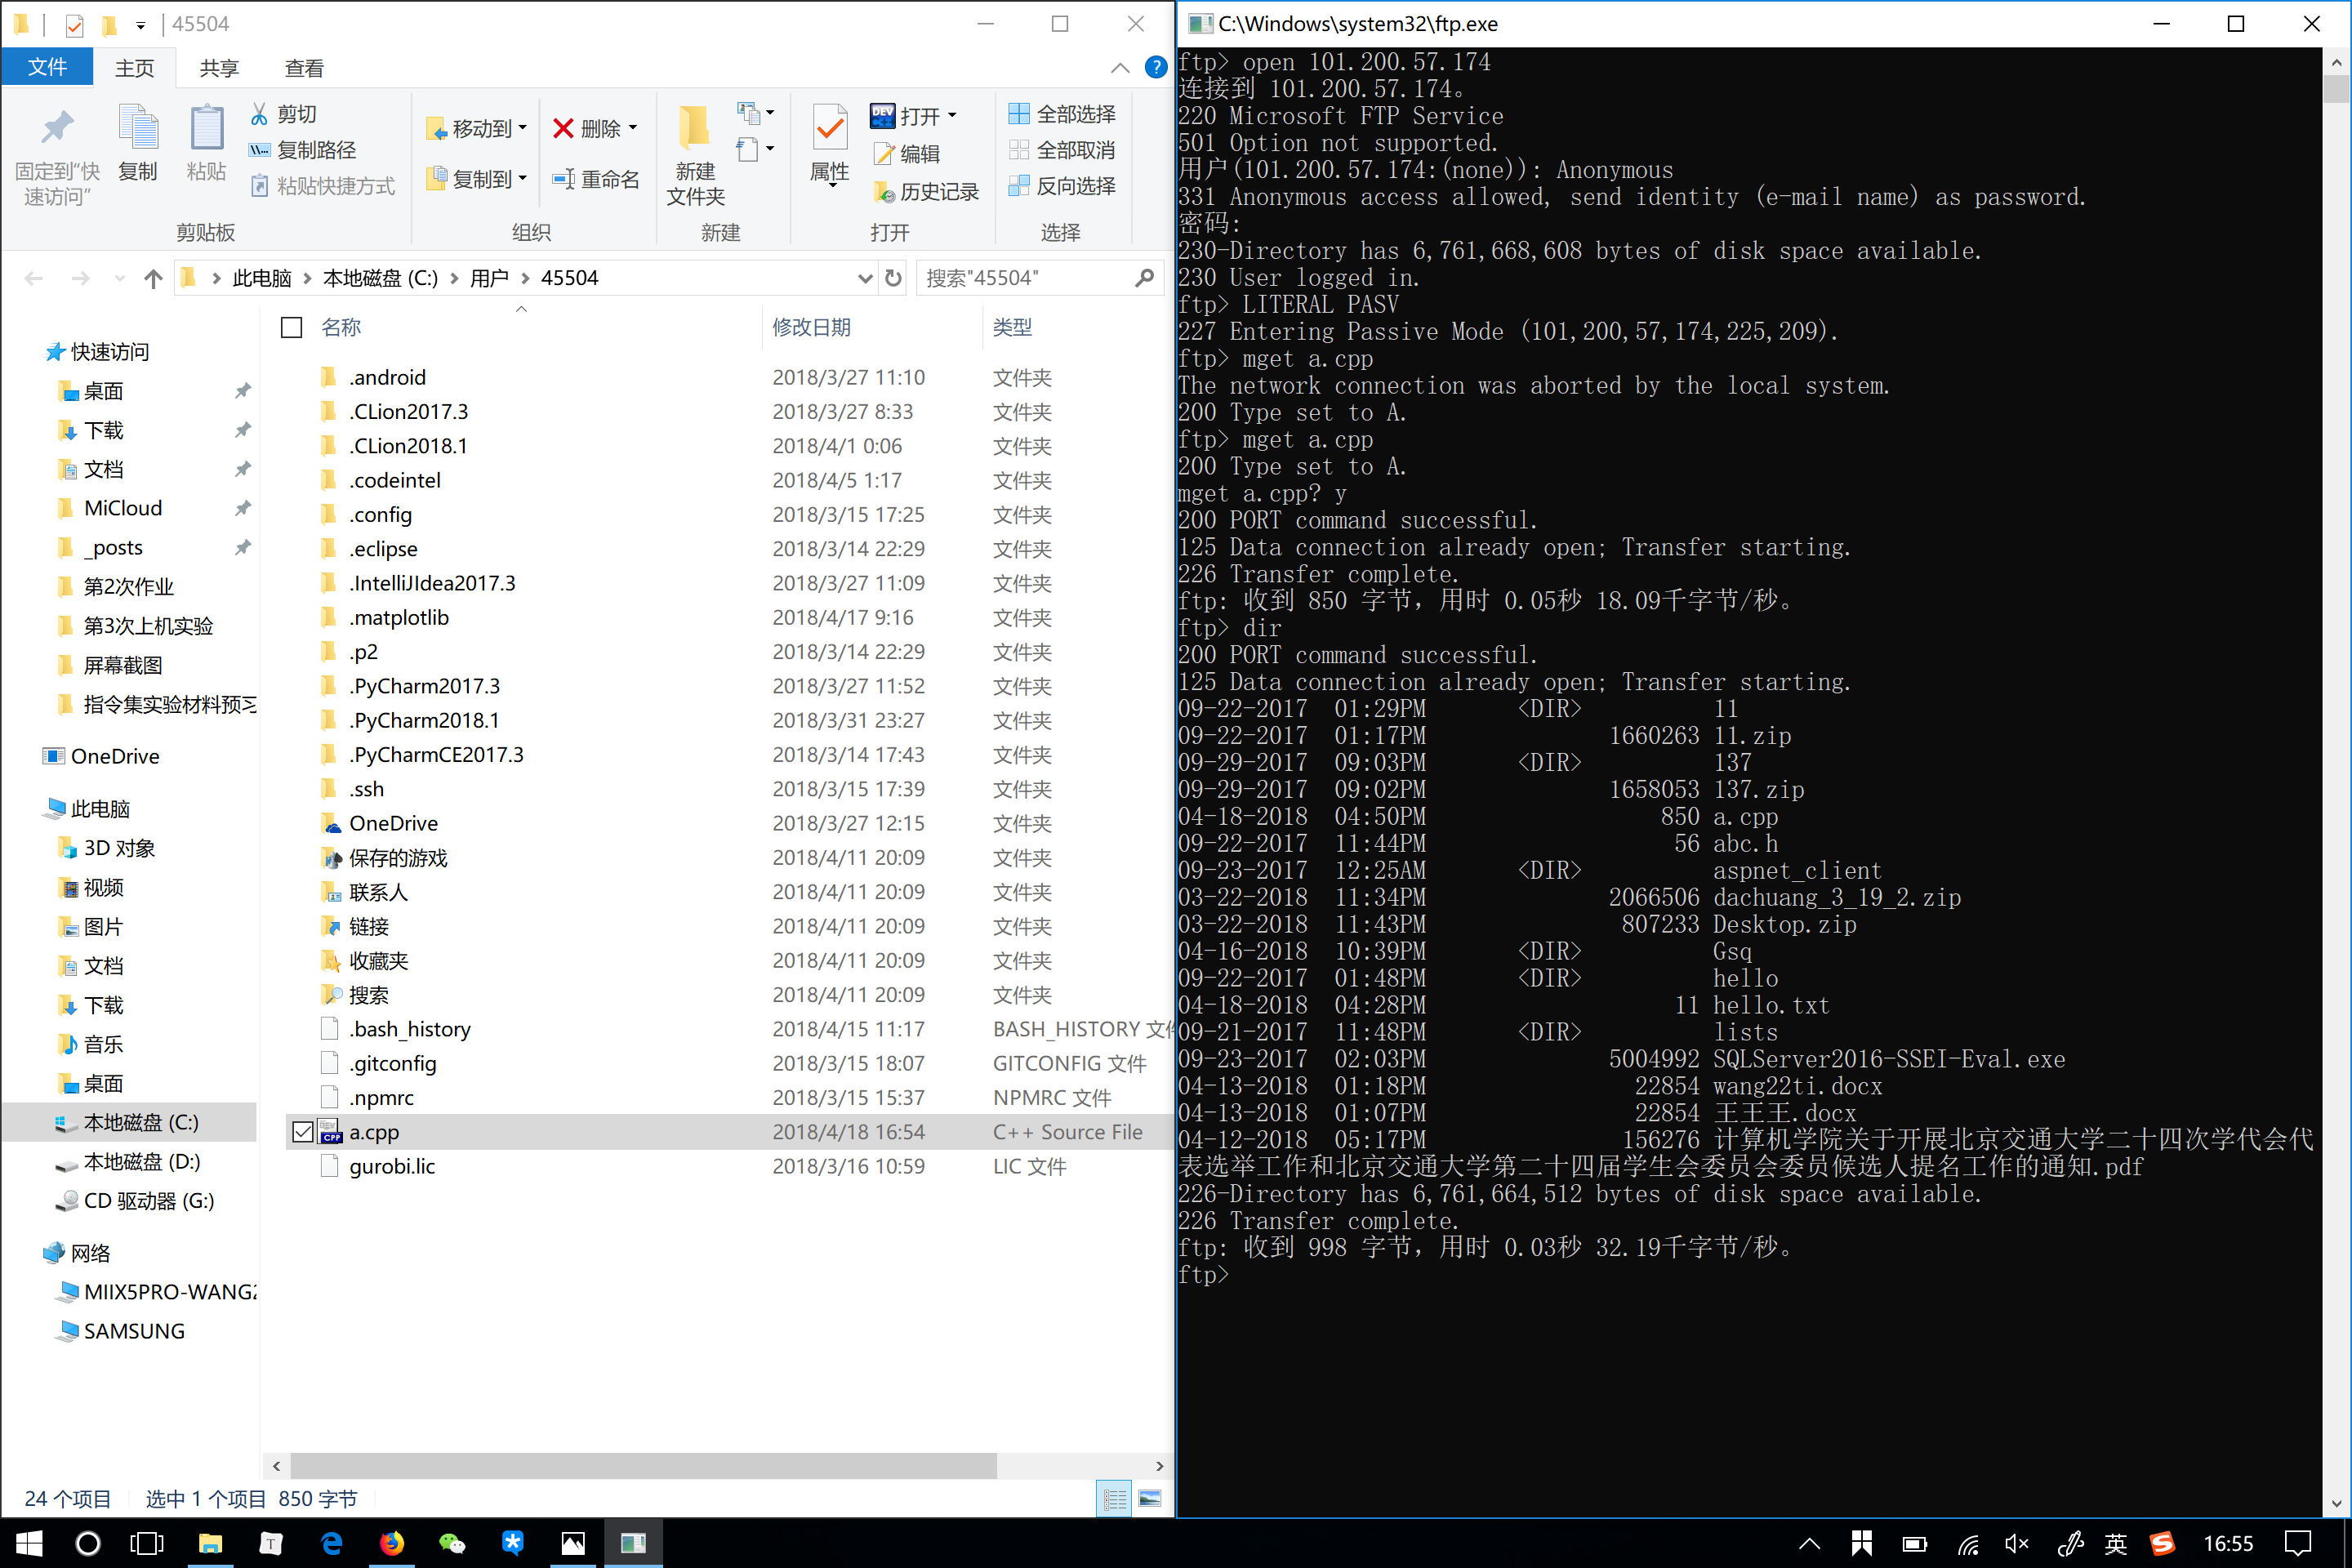 45504
文件 主页 共享 查看
固定到“快速访问”
复制
粘贴
剪切
复制路径
粘贴快捷方式
剪贴板
移动到
复制到
删除
重命名
组织
新建
文件夹
新建
属性
打开
编辑
历史记录
打开
全部选择
全部取消
反向选择
选择
此电脑 本地磁盘 (C:) 用户 45504
搜索"45504"
快速访问
桌面
下载
文档
MiCloud
_posts
第2次作业
第3次上机实验
屏幕截图
指令集实验材料预习
OneDrive
此电脑
3D 对象
视频
图片
文档
下载
音乐
桌面
本地磁盘 (C:)
本地磁盘 (D:)
CD 驱动器 (G:)
网络
MIIX5PRO-WANG2
SAMSUNG
名称 修改日期 类型
.android 2018/3/27 11:10 文件夹
.CLion2017.3 2018/3/27 8:33 文件夹
.CLion2018.1 2018/4/1 0:06 文件夹
.codeintel 2018/4/5 1:17 文件夹
.config 2018/3/15 17:25 文件夹
.eclipse 2018/3/14 22:29 文件夹
.IntelliJIdea2017.3 2018/3/27 11:09 文件夹
.matplotlib 2018/4/17 9:16 文件夹
.p2 2018/3/14 22:29 文件夹
.PyCharm2017.3 2018/3/27 11:52 文件夹
.PyCharm2018.1 2018/3/31 23:27 文件夹
.PyCharmCE2017.3 2018/3/14 17:43 文件夹
.ssh 2018/3/15 17:39 文件夹
OneDrive 2018/3/27 12:15 文件夹
保存的游戏 2018/4/11 20:09 文件夹
联系人 2018/4/11 20:09 文件夹
链接 2018/4/11 20:09 文件夹
收藏夹 2018/4/11 20:09 文件夹
搜索 2018/4/11 20:09 文件夹
.bash_history 2018/4/15 11:17 BASH_HISTORY 文件
.gitconfig 2018/3/15 18:07 GITCONFIG 文件
.npmrc 2018/3/15 15:37 NPMRC 文件
a.cpp 2018/4/18 16:54 C++ Source File
gurobi.lic 2018/3/16 10:59 LIC 文件
24 个项目 选中 1 个项目 850 字节
C:\Windows\system32\ftp.exe
ftp> open 101.200.57.174
连接到 101.200.57.174。
220 Microsoft FTP Service
501 Option not supported.
用户(101.200.57.174:(none)): Anonymous
331 Anonymous access allowed, send identity (e-mail name) as password.
密码:
230-Directory has 6,761,668,608 bytes of disk space available.
230 User logged in.
ftp> LITERAL PASV
227 Entering Passive Mode (101,200,57,174,225,209).
ftp> mget a.cpp
The network connection was aborted by the local system.
200 Type set to A.
ftp> mget a.cpp
200 Type set to A.
mget a.cpp? y
200 PORT command successful.
125 Data connection already open; Transfer starting.
226 Transfer complete.
ftp: 收到 850 字节，用时 0.05秒 18.09千字节/秒。
ftp> dir
200 PORT command successful.
125 Data connection already open; Transfer starting.
09-22-2017 01:29PM <DIR> 11
09-22-2017 01:17PM 1660263 11.zip
09-29-2017 09:03PM <DIR> 137
09-29-2017 09:02PM 1658053 137.zip
04-18-2018 04:50PM 850 a.cpp
09-22-2017 11:44PM 56 abc.h
09-23-2017 12:25AM <DIR> aspnet_client
03-22-2018 11:34PM 2066506 dachuang_3_19_2.zip
03-22-2018 11:43PM 807233 Desktop.zip
04-16-2018 10:39PM <DIR> Gsq
09-22-2017 01:48PM <DIR> hello
04-18-2018 04:28PM 11 hello.txt
09-21-2017 11:48PM <DIR> lists
09-23-2017 02:03PM 5004992 SQLServer2016-SSEI-Eval.exe
04-13-2018 01:18PM 22854 wang22ti.docx
04-13-2018 01:07PM 22854 王王王.docx
04-12-2018 05:17PM 156276 计算机学院关于开展北京交通大学二十四次学代会代
表选举工作和北京交通大学第二十四届学生会委员会委员候选人提名工作的通知.pdf
226-Directory has 6,761,664,512 bytes of disk space available.
226 Transfer complete.
ftp: 收到 998 字节，用时 0.03秒 32.19千字节/秒。
ftp>
英 16:55